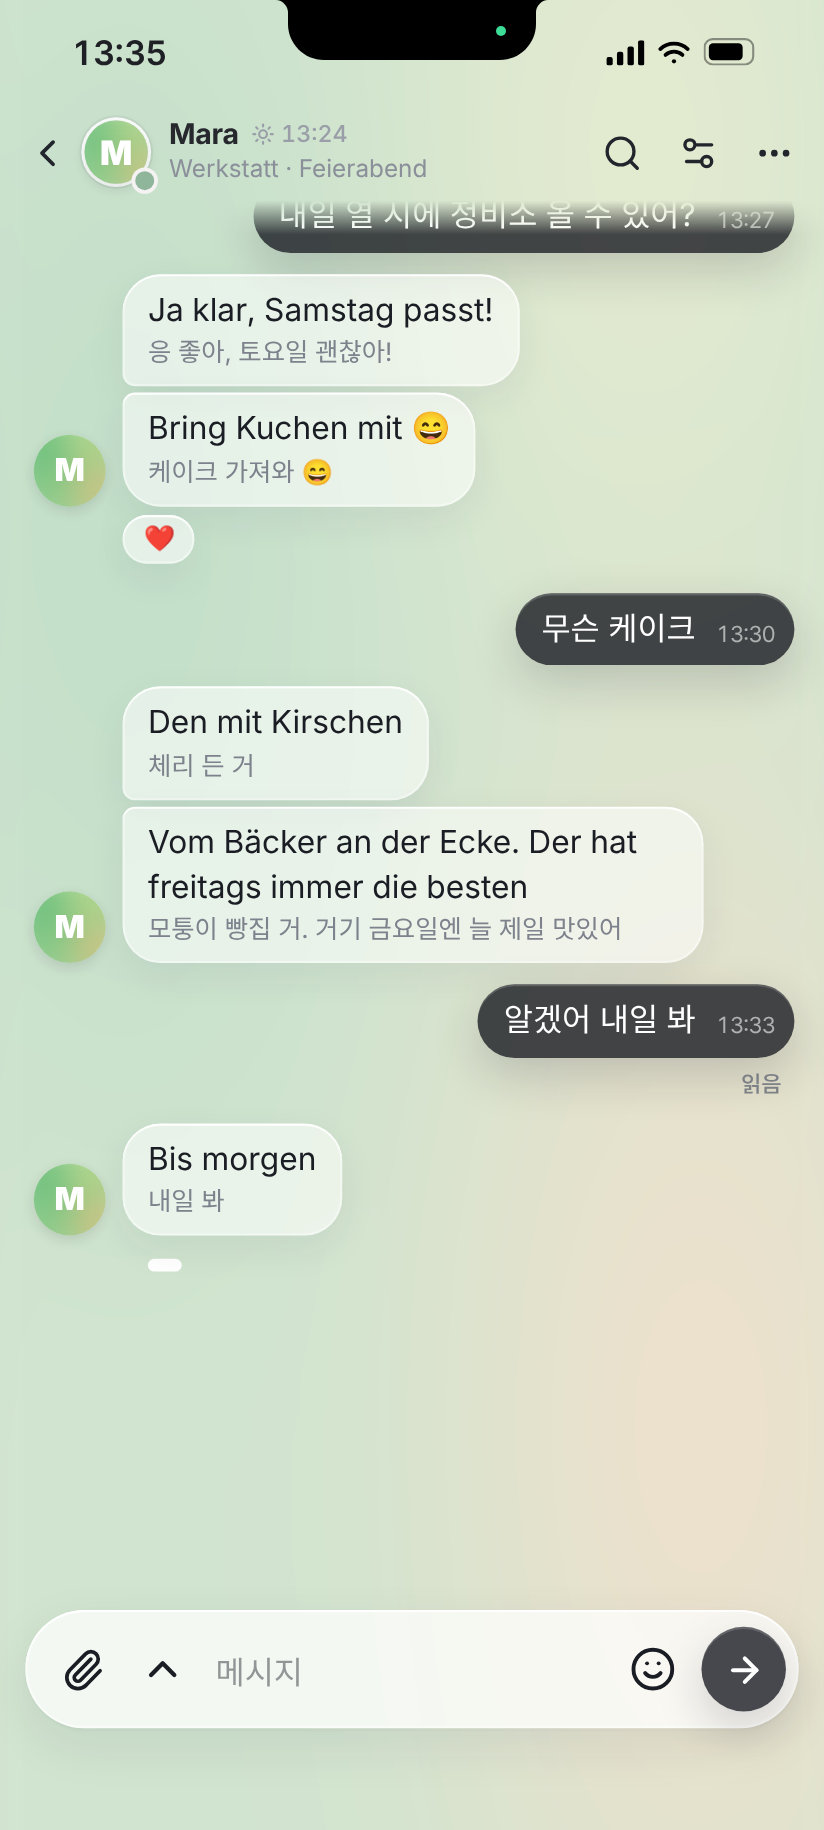 13:35
M
Mara 13:24
Werkstatt · Feierabend
내일 열 시에 정비소 올 수 있어? 13:27
Ja klar, Samstag passt!
응 좋아, 토요일 괜찮아!
Bring Kuchen mit 😄
케이크 가져와 😄
M
❤️
무슨 케이크 13:30
Den mit Kirschen
체리 든 거
Vom Bäcker an der Ecke. Der hat
freitags immer die besten
모퉁이 빵집 거. 거기 금요일엔 늘 제일 맛있어
M
알겠어 내일 봐 13:33
읽음
Bis morgen
내일 봐
M
메시지